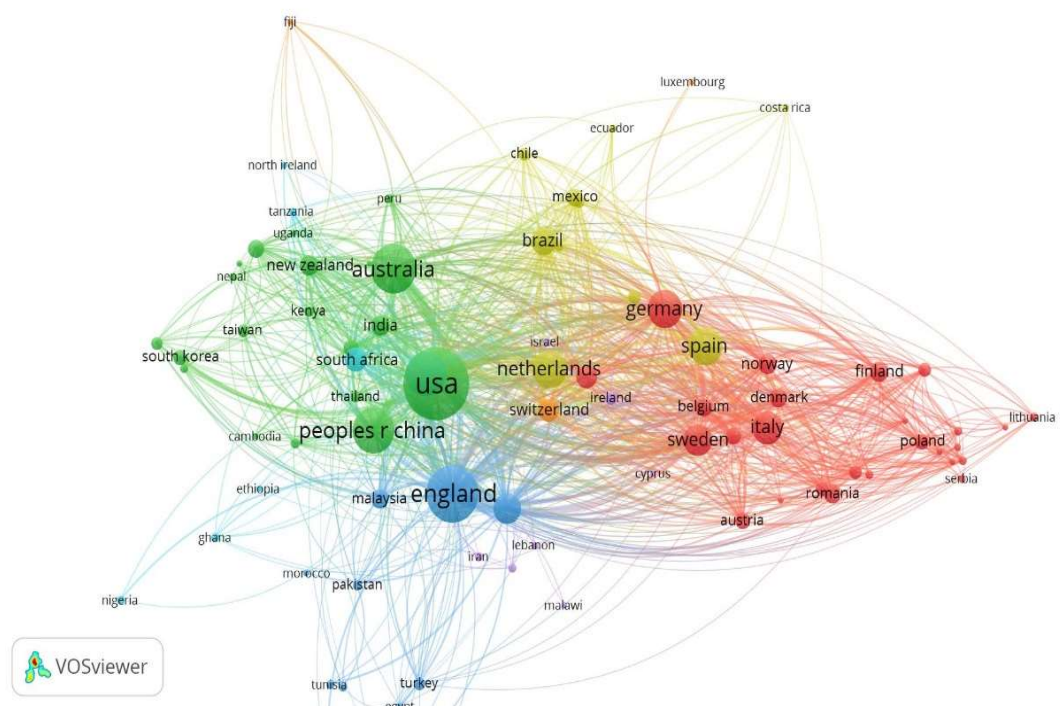 fiji
luxembourg
costa rica
ecuador
chile
north ireland
peru
mexico
tanzania
uganda
brazil
new zealand
australia
nepal
kenya
germany
taiwan
india
israel
spain
south korea
south africa
netherlands
norway
finland
usa
thailand
ireland
switzerland
belgium
denmark
lithuania
cambodia
peoples r china
sweden
italy
poland
cyprus
serbia
ethiopia
malaysia
england
romania
austria
ghana
lebanon
iran
morocco
pakistan
nigeria
malawi
VOSviewer
tunisia
turkey
egypt